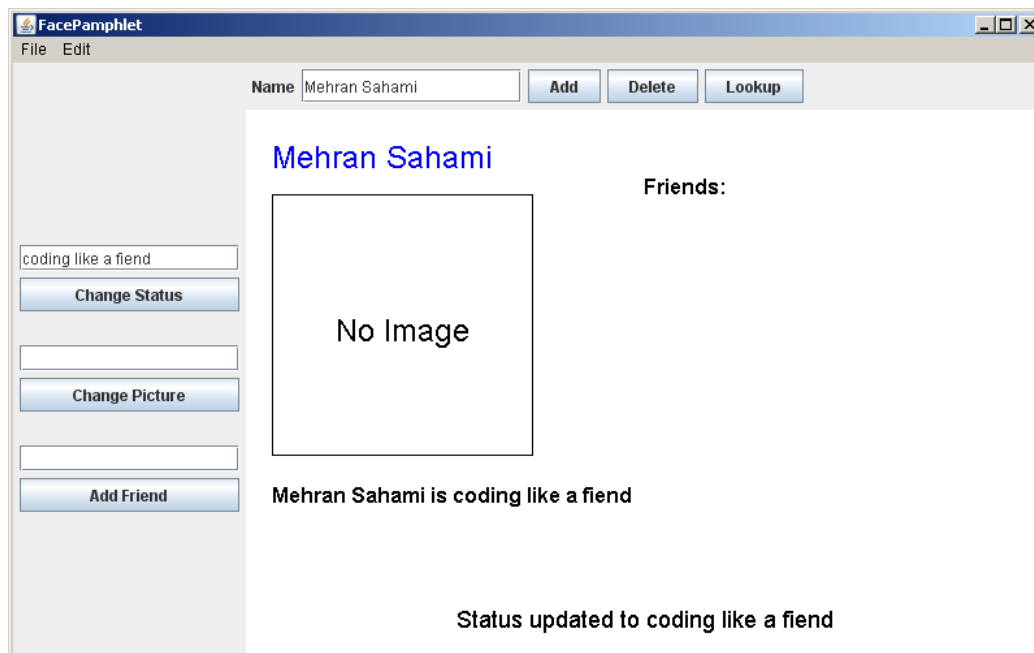 FacePamphlet
File Edit
Name Mehran Sahami Add Delete Lookup
Mehran Sahami
Friends:
coding like a fiend
Change Status
No Image
Change Picture
Add Friend
Mehran Sahami is coding like a fiend
Status updated to coding like a fiend